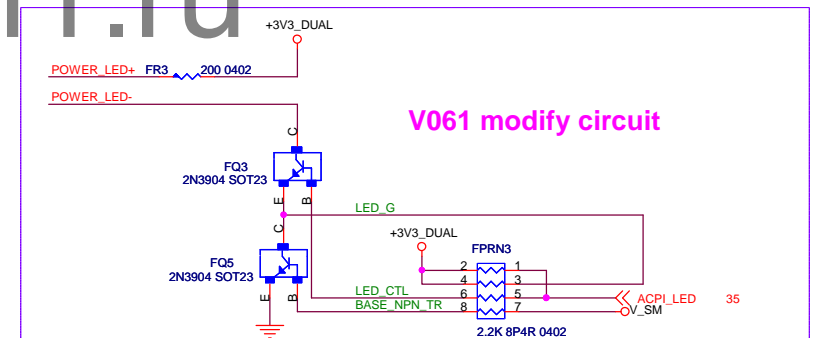 +3V3_DUAL
POWER_LED+ FR3 200 0402
POWER_LED-
V061 modify circuit
C
FQ3
2N3904 SOT23
E B
LED_G
C
+3V3_DUAL
FPRN3
FQ5
2N3904 SOT23
2 1
4 3
E B
LED_CTL 6 5 ACPI_LED 35
BASE_NPN_TR 8 7 V_SM
2.2K 8P4R 0402